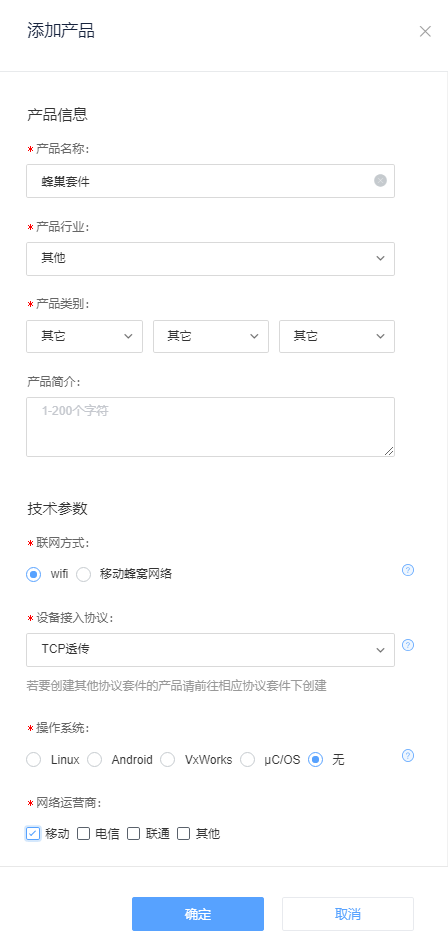 添加产品
产品信息
*产品名称:
蜂巢套件
*产品行业:
其他
*产品类别:
其它 其它 其它
产品简介:
1-200个字符
技术参数
*联网方式:
wifi 移动蜂窝网络
*设备接入协议:
TCP透传
若要创建其他协议套件的产品请前往相应协议套件下创建
*操作系统:
Linux Android VxWorks μC/OS 无
*网络运营商:
移动 电信 联通 其他
确定 取消